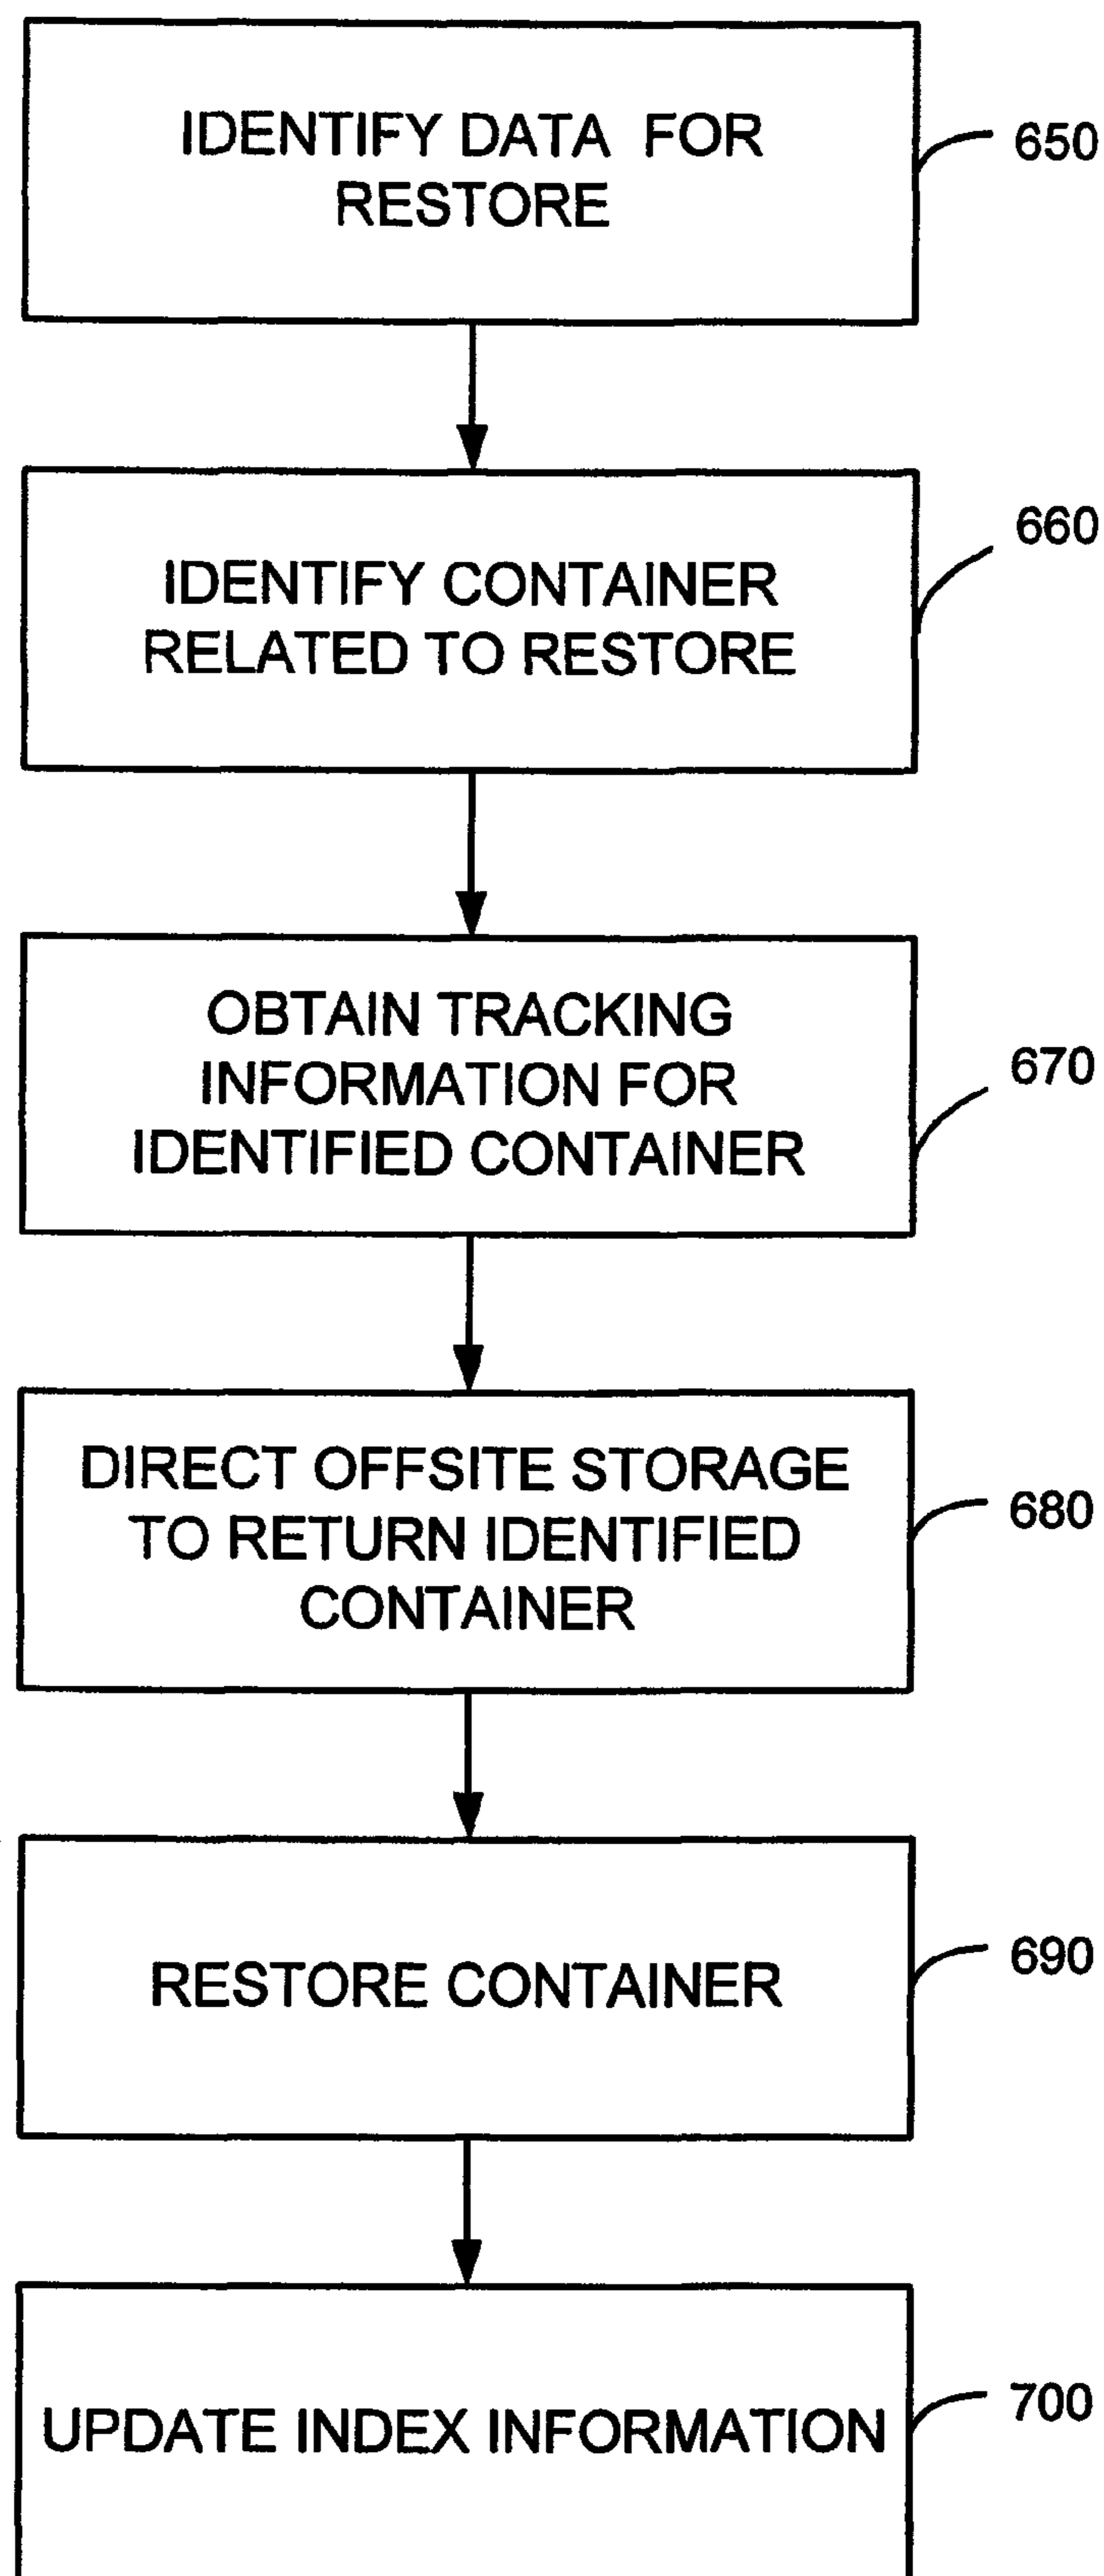 IDENTIFY DATA FOR
RESTORE
650
IDENTIFY CONTAINER
RELATED TO RESTORE
660
OBTAIN TRACKING
INFORMATION FOR
IDENTIFIED CONTAINER
670
DIRECT OFFSITE STORAGE
TO RETURN IDENTIFIED
CONTAINER
680
RESTORE CONTAINER
690
UPDATE INDEX INFORMATION
700